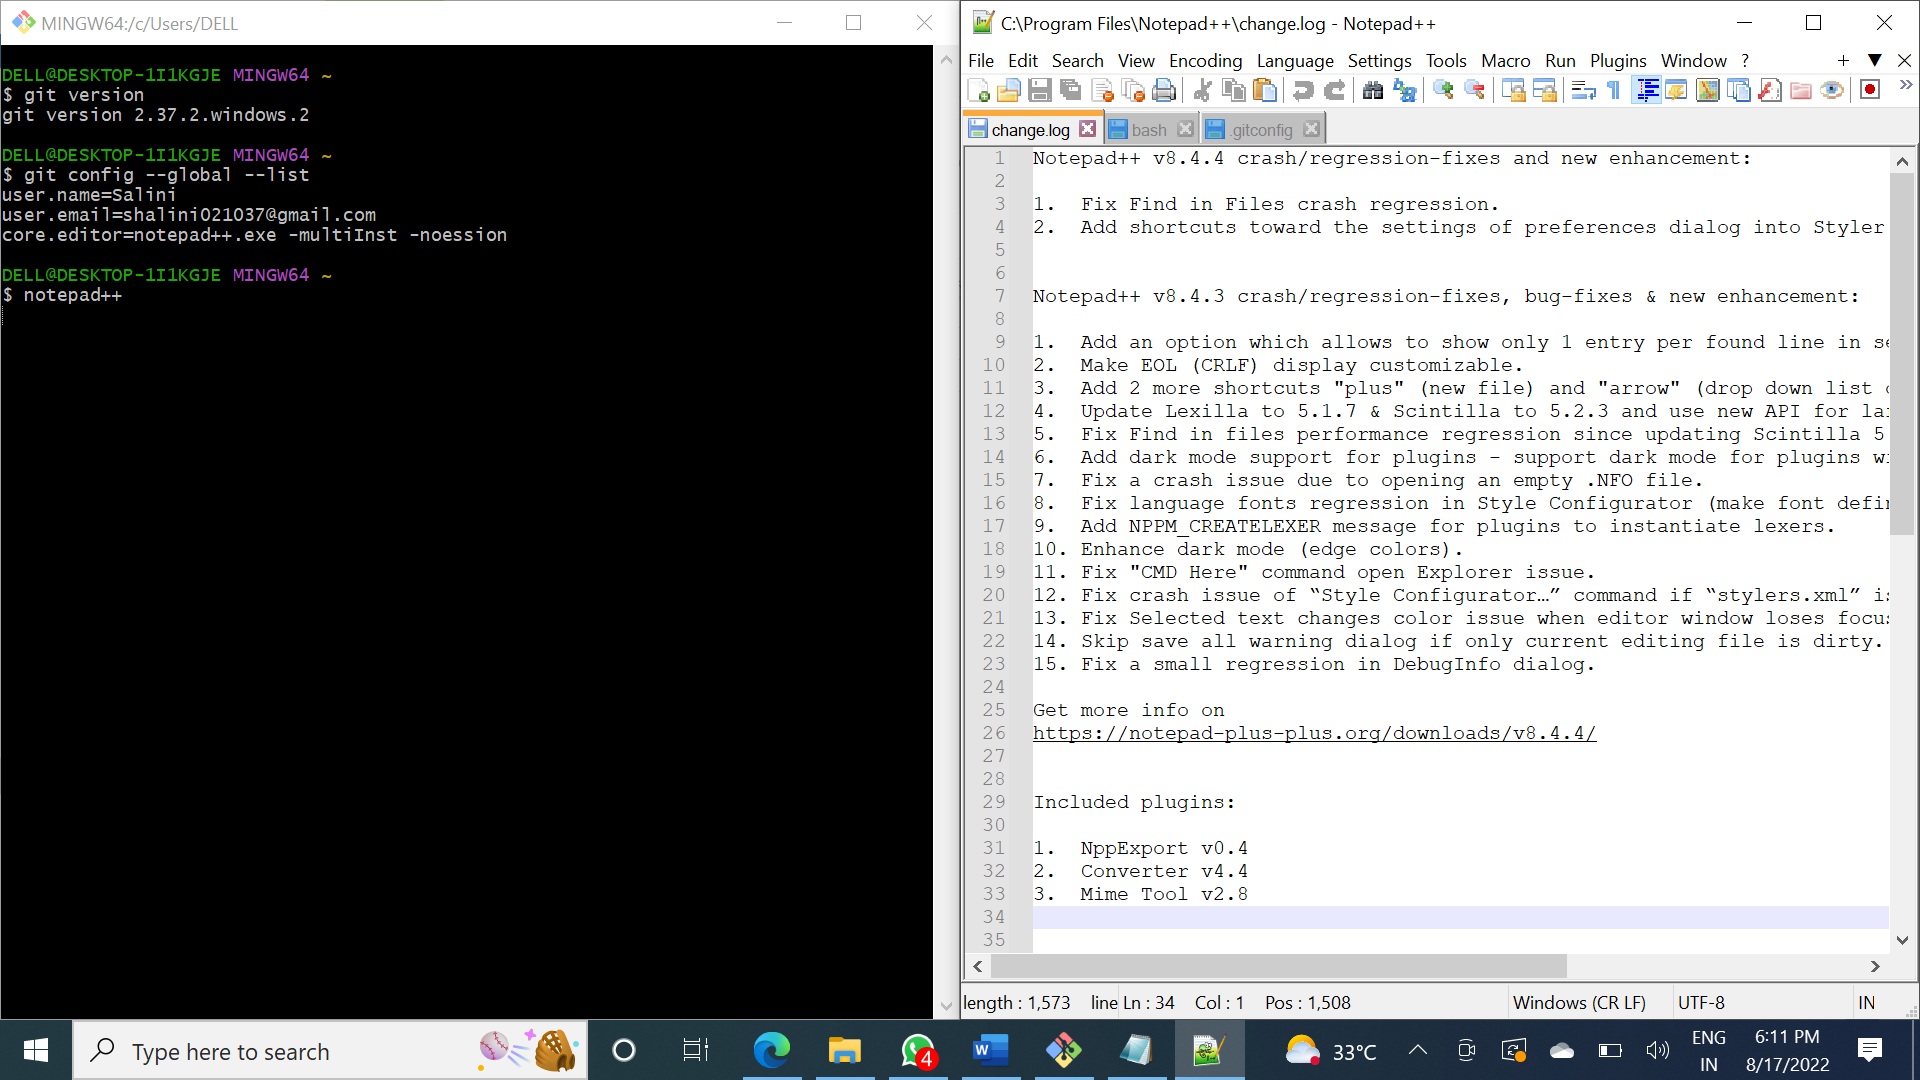 MINGW64:/c/Users/DELL
DELL@DESKTOP-1I1KGJE MINGW64 ~
$ git version
git version 2.37.2.windows.2
DELL@DESKTOP-1I1KGJE MINGW64 ~
$ git config --global --list
user.name=Salini
user.email=shalini021037@gmail.com
core.editor=notepad++.exe -multiInst -noession
DELL@DESKTOP-1I1KGJE MINGW64 ~
$ notepad++
C:\Program Files\Notepad++\change.log - Notepad++
File Edit Search View Encoding Language Settings Tools Macro Run Plugins Window ?
change.log bash .gitconfig
1 Notepad++ v8.4.4 crash/regression-fixes and new enhancement:
2
3 1. Fix Find in Files crash regression.
4 2. Add shortcuts toward the settings of preferences dialog into Styler
5
6
7 Notepad++ v8.4.3 crash/regression-fixes, bug-fixes & new enhancement:
8
9 1. Add an option which allows to show only 1 entry per found line in se
10 2. Make EOL (CRLF) display customizable.
11 3. Add 2 more shortcuts "plus" (new file) and "arrow" (drop down list
12 4. Update Lexilla to 5.1.7 & Scintilla to 5.2.3 and use new API for la
13 5. Fix Find in files performance regression since updating Scintilla 5
14 6. Add dark mode support for plugins - support dark mode for plugins wi
15 7. Fix a crash issue due to opening an empty .NFO file.
16 8. Fix language fonts regression in Style Configurator (make font defi
17 9. Add NPPM_CREATELEXER message for plugins to instantiate lexers.
18 10. Enhance dark mode (edge colors).
19 11. Fix "CMD Here" command open Explorer issue.
20 12. Fix crash issue of “Style Configurator…” command if “stylers.xml” is
21 13. Fix Selected text changes color issue when editor window loses focus
22 14. Skip save all warning dialog if only current editing file is dirty.
23 15. Fix a small regression in DebugInfo dialog.
24
25 Get more info on
26 https://notepad-plus-plus.org/downloads/v8.4.4/
27
28
29 Included plugins:
30
31 1. NppExport v0.4
32 2. Converter v4.4
33 3. Mime Tool v2.8
34
35
length : 1,573 line Ln : 34 Col : 1 Pos : 1,508 Windows (CR LF) UTF-8 IN
Type here to search
4
33°C
ENG
IN
6:11 PM
8/17/2022